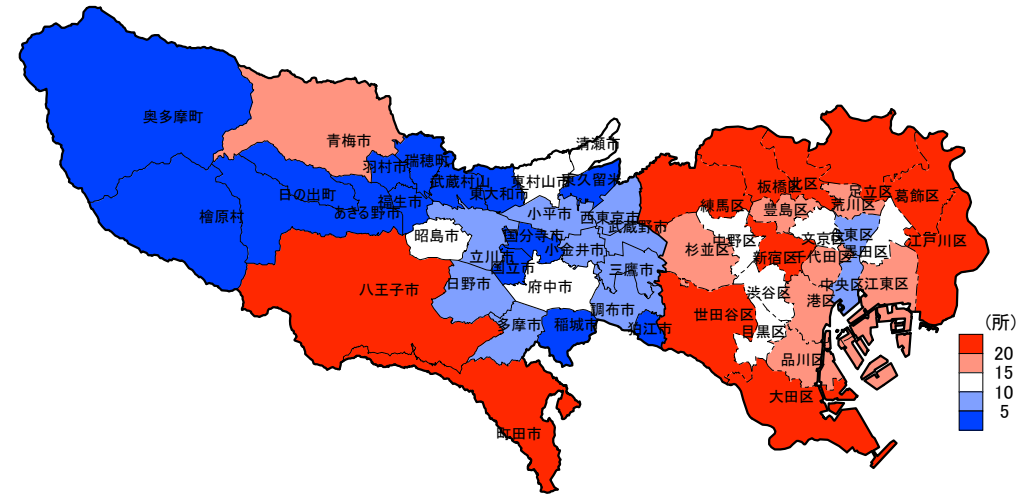 奥多摩町
青梅市
清瀬市
羽村市
瑞穂町
武蔵村山
東村山市
東久留米
東大和市
日の出町
福生市
檜原村
あきる野市
小平市
西東京市
武蔵野市
昭島市
国分寺市
小金井市
立川市
国立市
三鷹市
日野市
府中市
八王子市
調布市
多摩市
稲城市
狛江市
町田市
板橋区
北区
足立区
葛飾区
練馬区
豊島区
荒川区
杉並区
中野区
文京区
台東区
墨田区
江戸川区
新宿区
千代田区
渋谷区
中央区
江東区
世田谷区
港区
目黒区
品川区
大田区
(所)
20
15
10
5